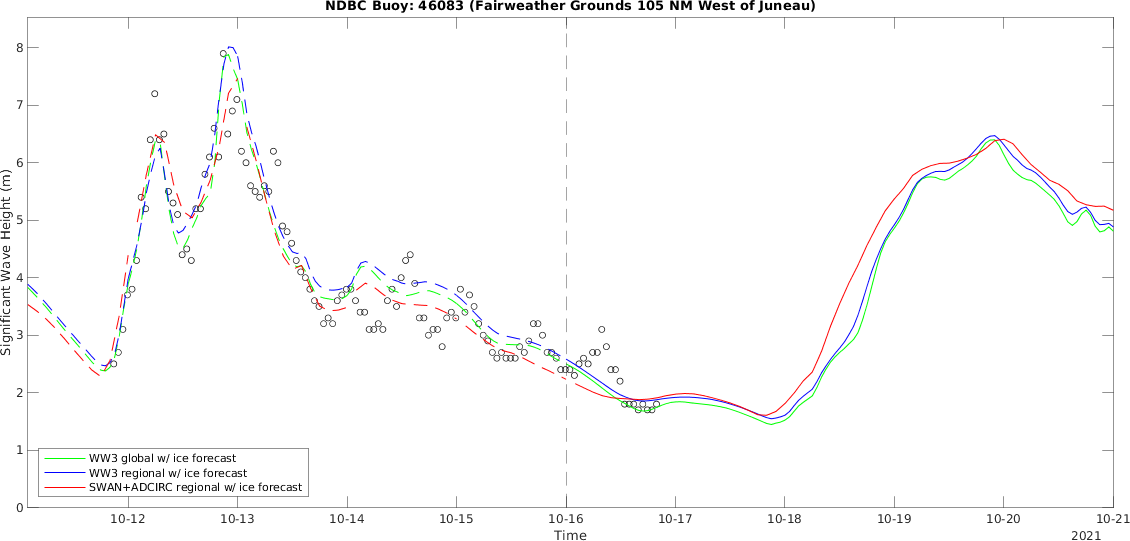 NDBC Buoy: 46083 (Fairweather Grounds 105 NM West of Juneau)
Significant Wave Height (m)
8
7
6
5
4
3
2
1
0
WW3 global w/ ice forecast
WW3 regional w/ ice forecast
SWAN+ADCIRC regional w/ ice forecast
10-12 10-13 10-14 10-15 10-16 10-17 10-18 10-19 10-20 10-21
Time
2021